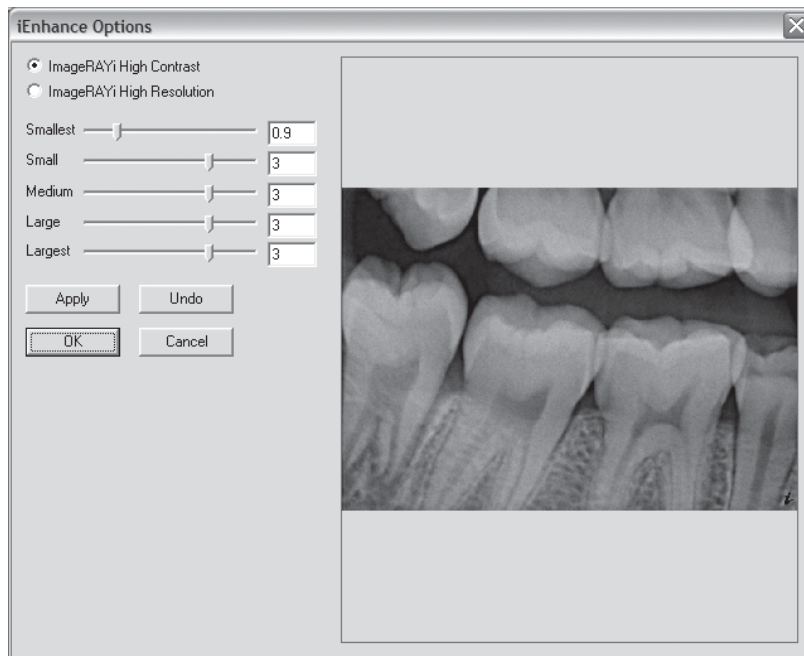 iEnhance Options
ImageRAYi High Contrast
ImageRAYi High Resolution
Smallest 0.9
Small 3
Medium 3
Large 3
Largest 3
Apply Undo
OK Cancel
i